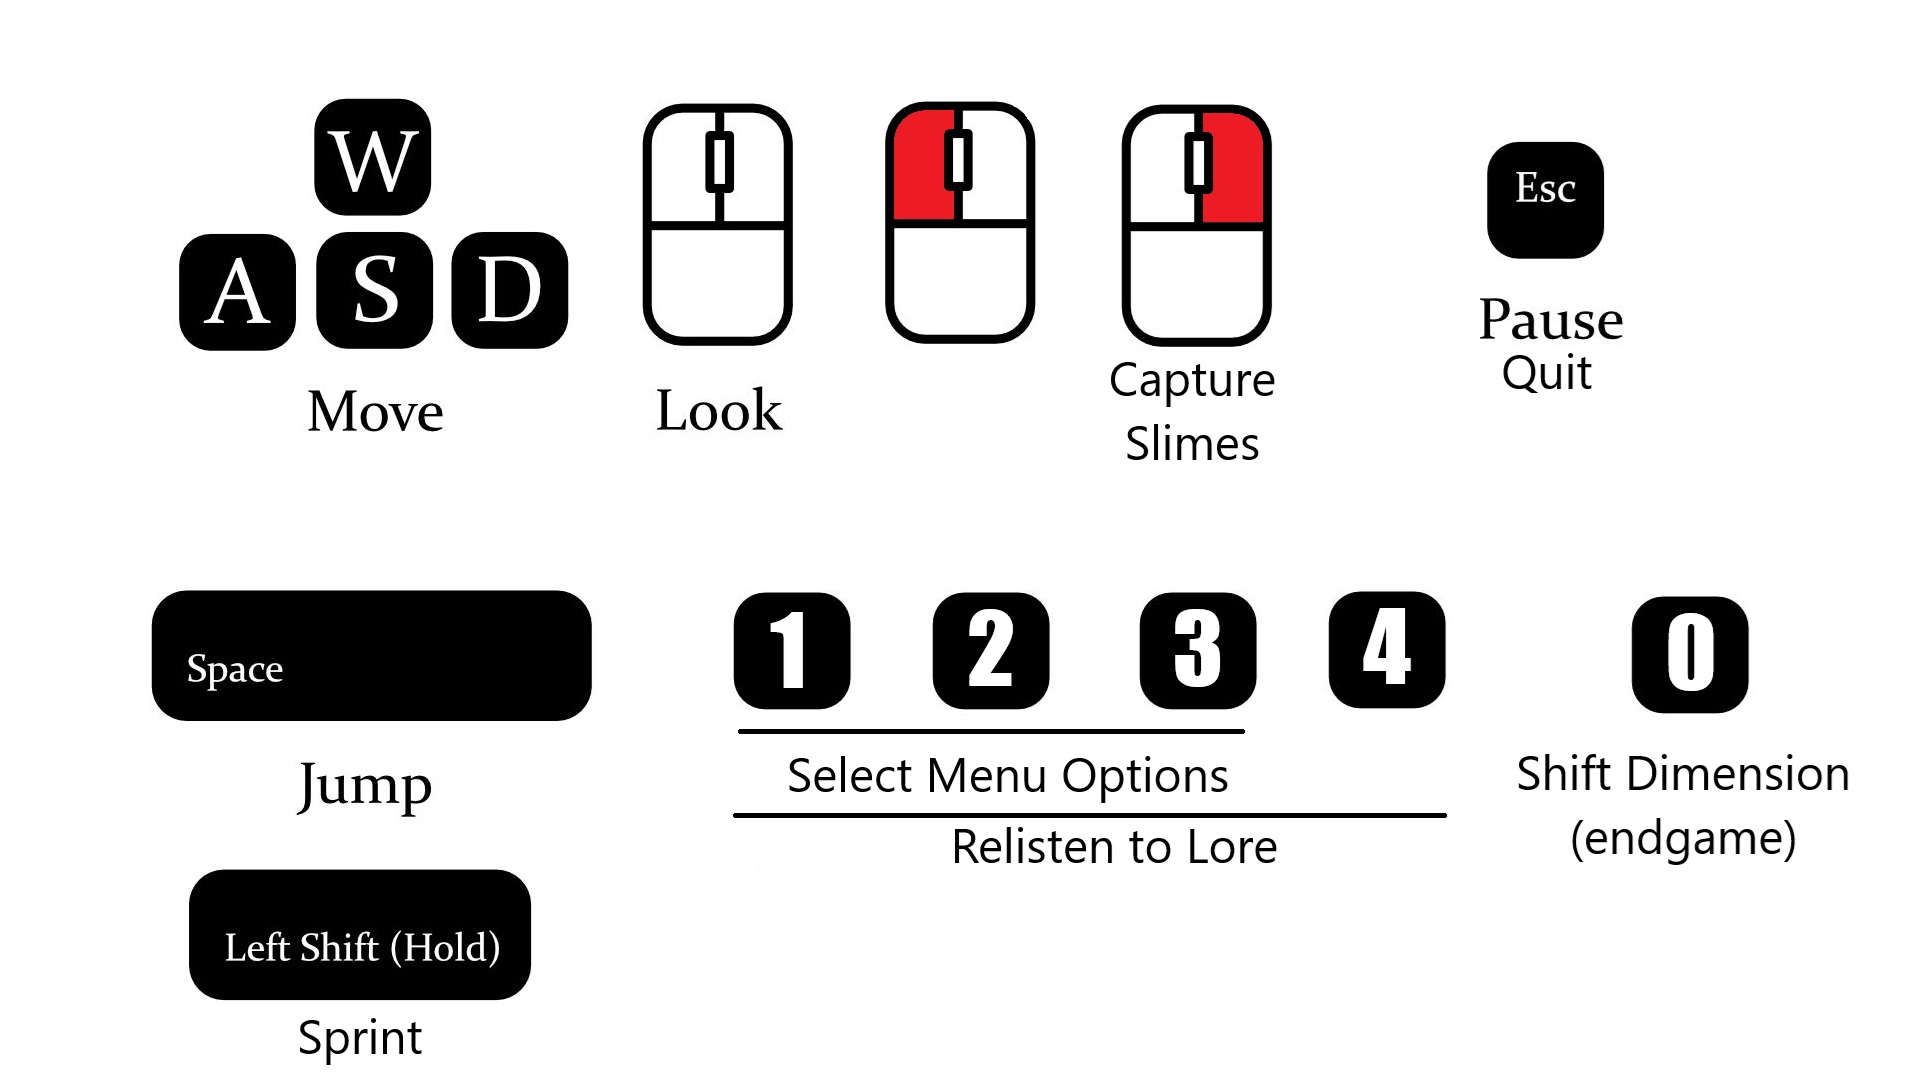 W
A S D
Move
Look
Capture
Slimes
Esc
Pause
Quit
Space
Jump
Left Shift (Hold)
Sprint
1 2 3 4
Select Menu Options
Relisten to Lore
0
Shift Dimension
(endgame)